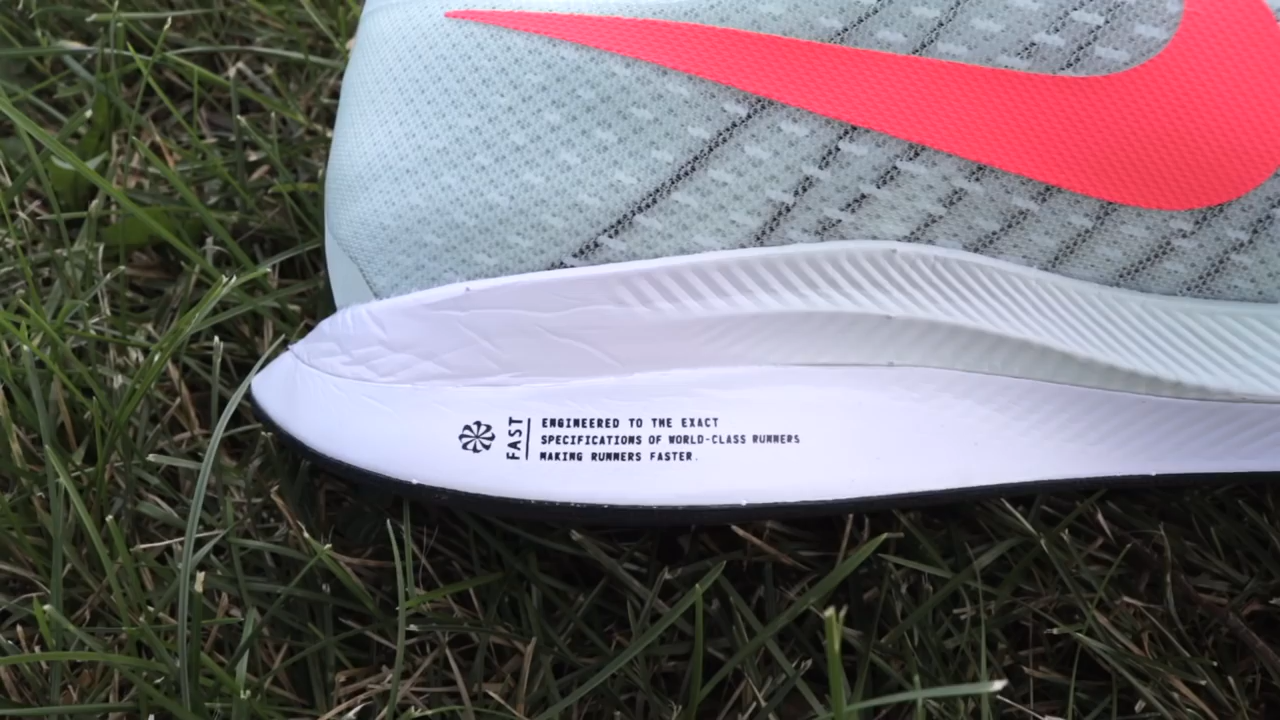 FAST
ENGINEERED TO THE EXACT
SPECIFICATIONS OF WORLD-CLASS RUNNERS
MAKING RUNNERS FASTER.